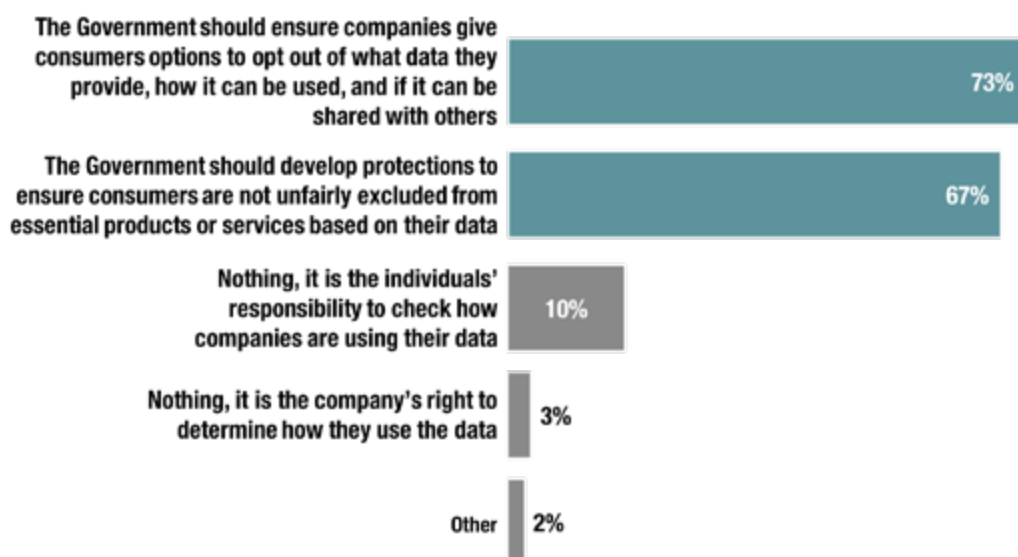 The Government should ensure companies give
consumers options to opt out of what data they
provide, how it can be used, and if it can be
shared with others
73%
The Government should develop protections to
ensure consumers are not unfairly excluded from
essential products or services based on their data
67%
Nothing, it is the individuals’
responsibility to check how
companies are using their data
10%
Nothing, it is the company’s right to
determine how they use the data
3%
Other
2%